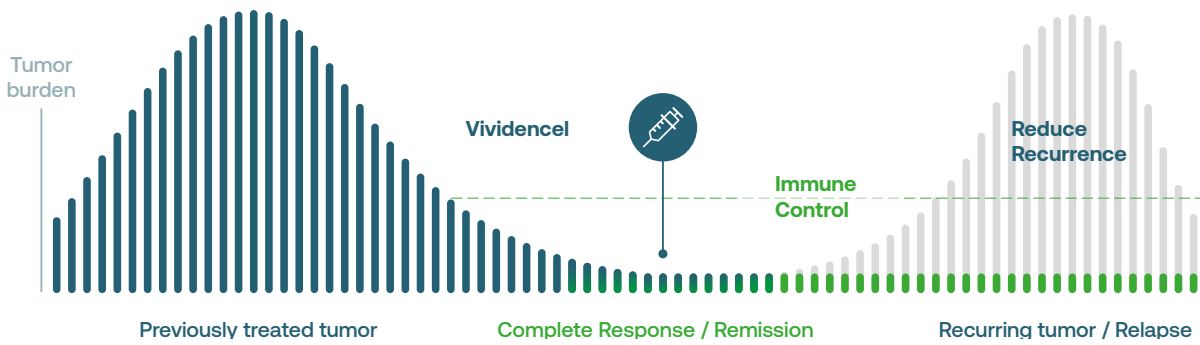 Tumor
burden
Vividencel
Immune
Control
Reduce
Recurrence
Previously treated tumor
Complete Response / Remission
Recurring tumor / Relapse